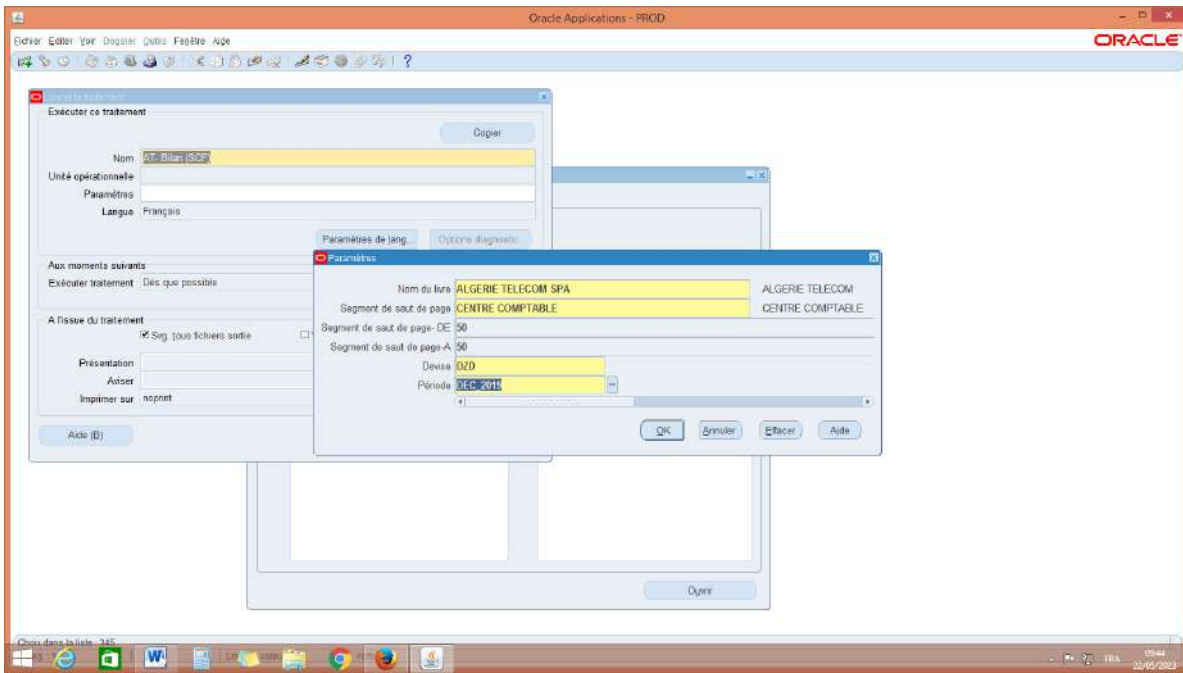 Oracle Applications - PROD
Fichier Editer Voir Dossier Outils Fenêtre Aide
ORACLE
Exécuter ce traitement
Copier
Nom AT- Bilan (SCF)
Unité opérationnelle
Paramètres
Langue Français
Paramètres de lang... Options diagnostic
Aux moments suivants
Exécuter traitement Dès que possible
A l'issue du traitement
Svg. tous fichiers sortie
Présentation
Aviser
Imprimer sur noprint
Aide (B)
Paramètres
Nom du livre ALGERIE TELECOM SPA ALGERIE TELECOM
Segment de saut de page CENTRE COMPTABLE CENTRE COMPTABLE
Segment de saut de page- DE 50
Segment de saut de page-A 50
Devise DZD
Période DEC_2019
OK Annuler Effacer Aide
Ouvrir
Choix dans la liste : 345
FRA
09:44
22/05/2023